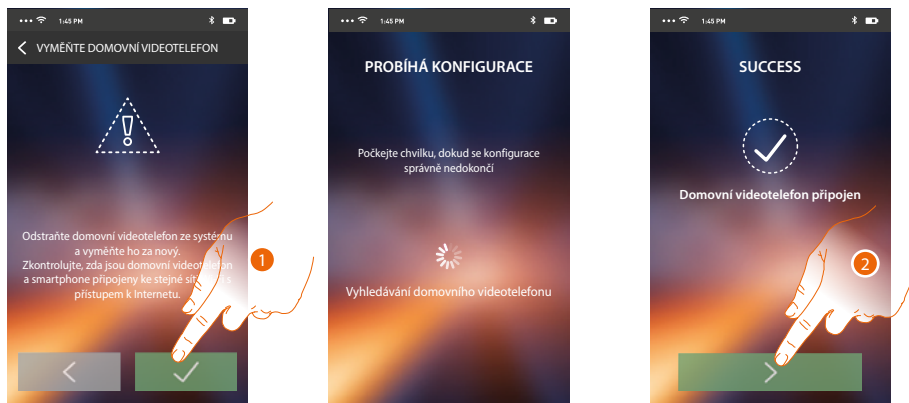 1:45 PM
VYMĚŇTE DOMOVNÍ VIDEOTELEFON
Odstraňte domovní videotelefon ze systému
a vyměňte ho za nový.
Zkontrolujte, zda jsou domovní videotelefon
a smartphone připojeny ke stejné síti s
přístupem k Internetu.
1
1:45 PM
PROBÍHÁ KONFIGURACE
Počkejte chvilku, dokud se konfigurace
správně nedokončí
Vyhledávání domovního videotelefonu
1:45 PM
SUCCESS
Domovní videotelefon připojen
2